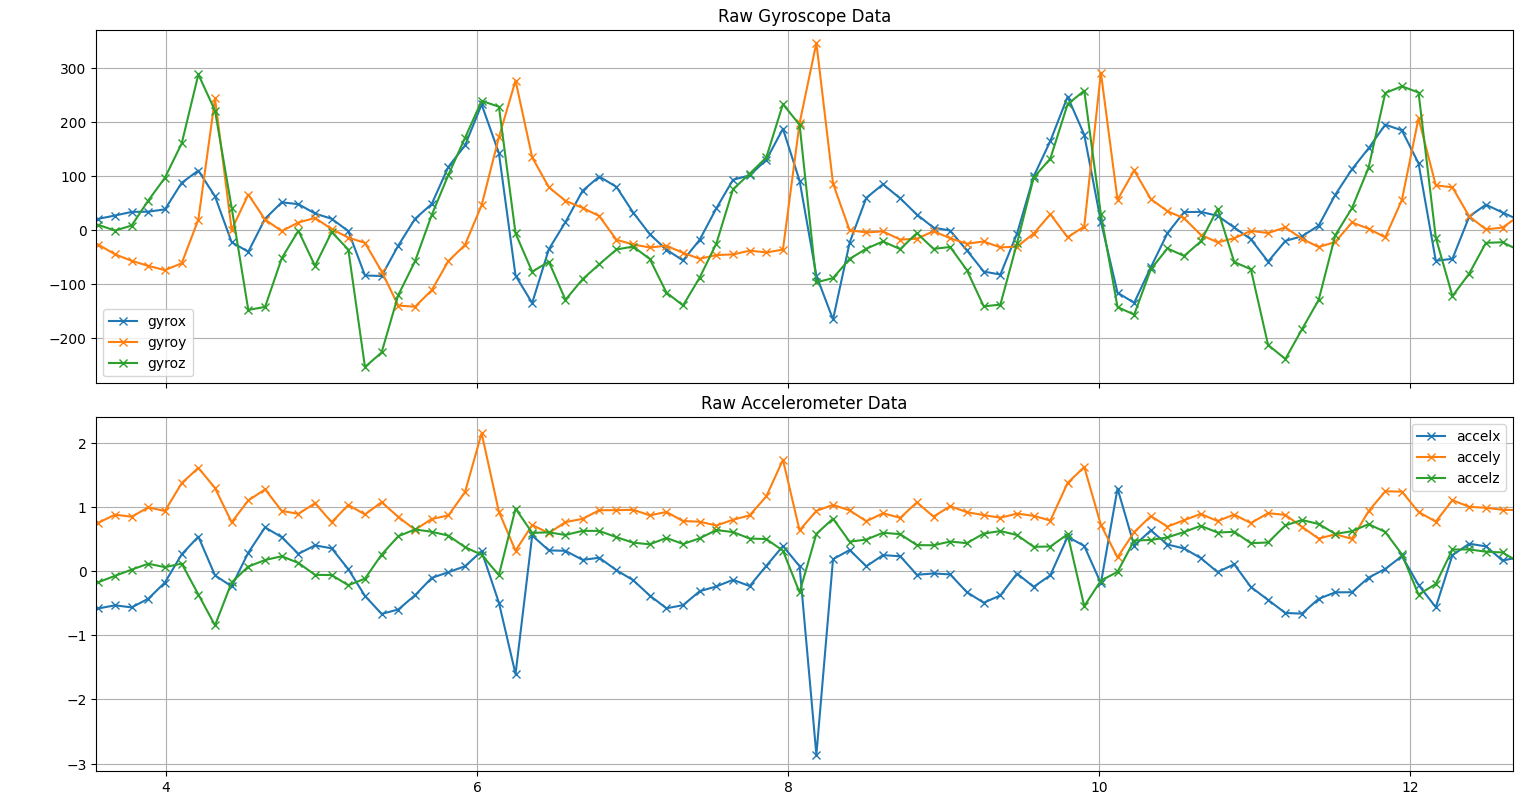 Raw Gyroscope Data
300
200
100
0
−100
−200
gyrox
gyroy
gyroz
Raw Accelerometer Data
2
1
0
−1
−2
−3
accelx
accely
accelz
4 6 8 10 12